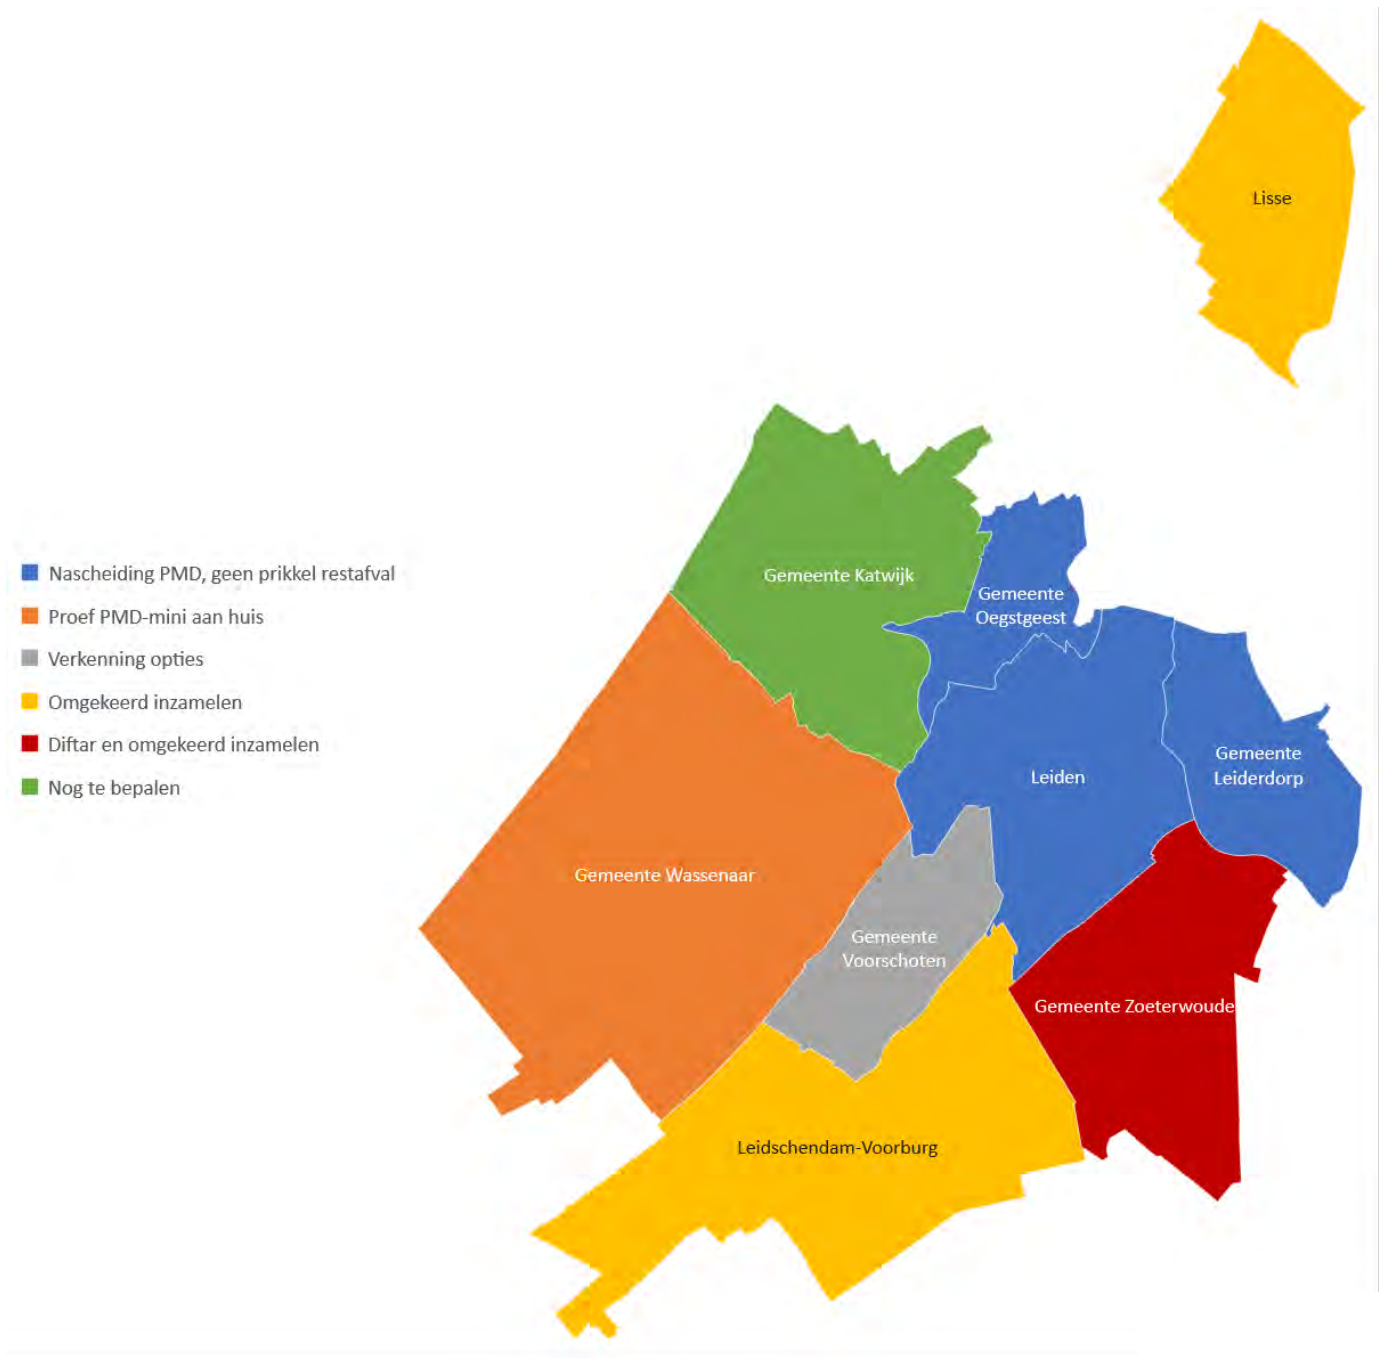 Lisse
Gemeente Katwijk
Gemeente
Oegstgeest
Nascheiding PMD, geen prikkel restafval
Proef PMD-mini aan huis
Verkenning opties
Omgekeerd inzamelen
Diftar en omgekeerd inzamelen
Nog te bepalen
Gemeente
Leiderdorp
Leiden
Gemeente Wassenaar
Gemeente
Voorschoten
Gemeente Zoeterwoude
Leidschendam-Voorburg